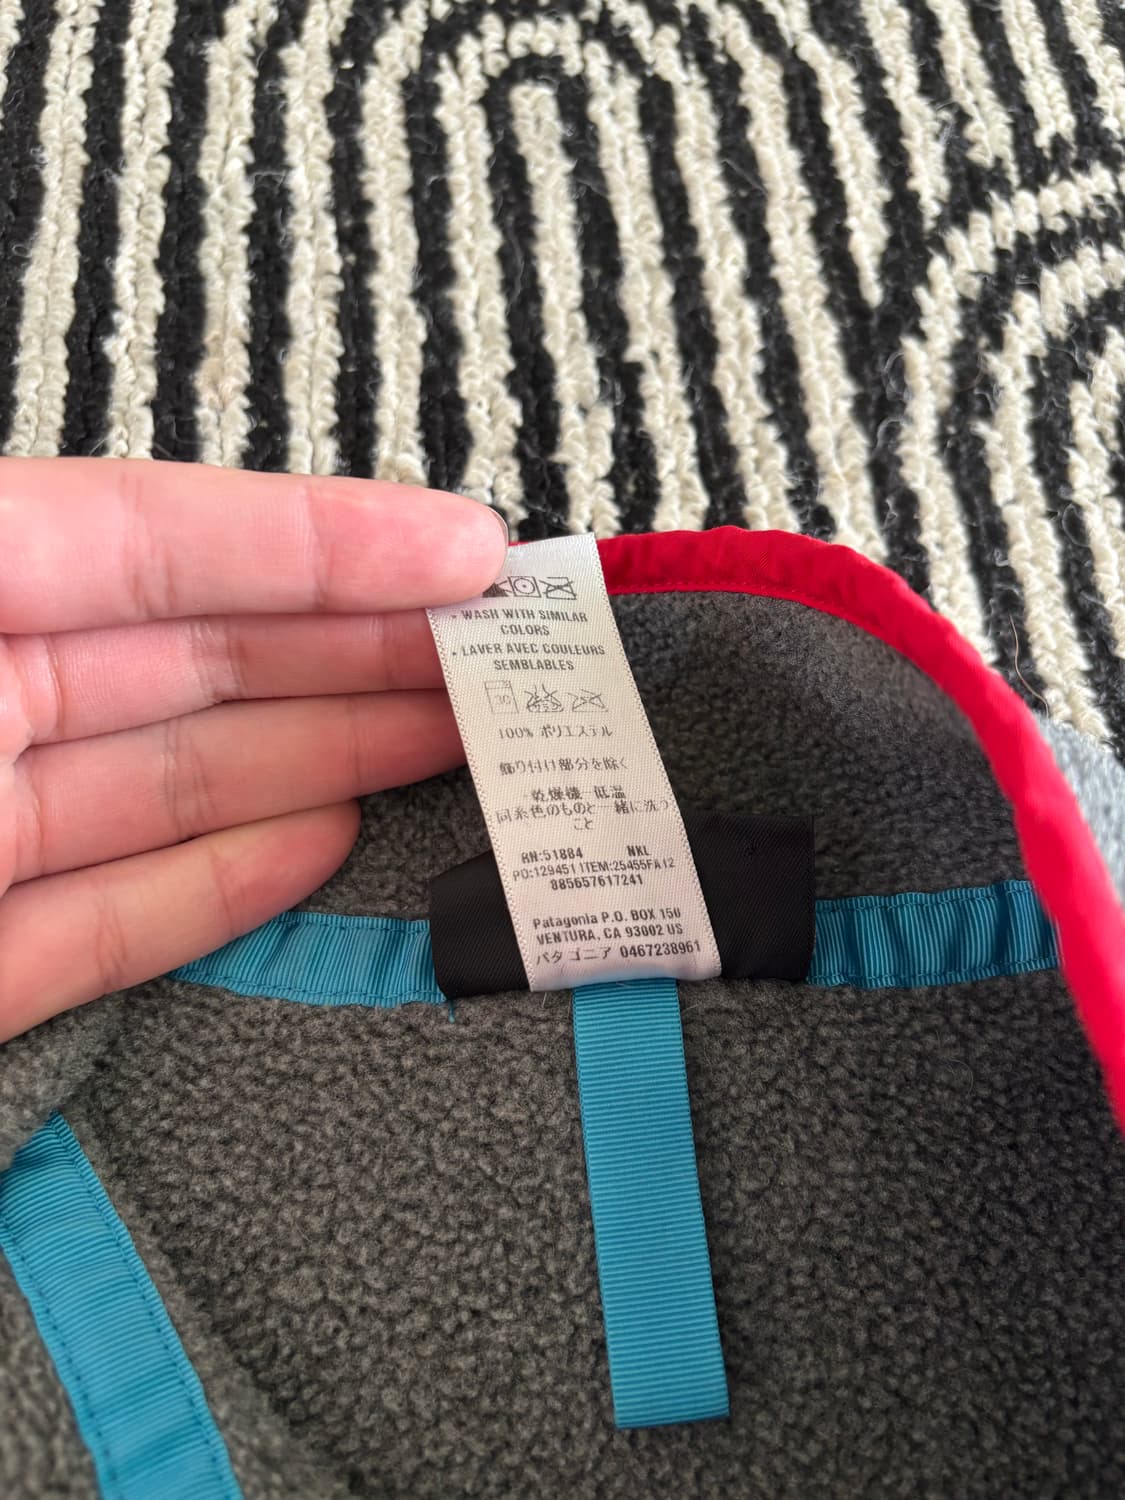 • WASH WITH SIMILAR
COLORS
• LAVER AVEC COULEURS
SEMBLABLES
30
100% ポリエステル
飾り付け部分を除く
乾燥機 低温
同系色のものと一緒に洗う
こと
RN:51884 NKL
PO:129451 ITEM:25455FA12
885657617241
Patagonia P.O. BOX 150
VENTURA, CA 93002 US
パタゴニア 0467238961